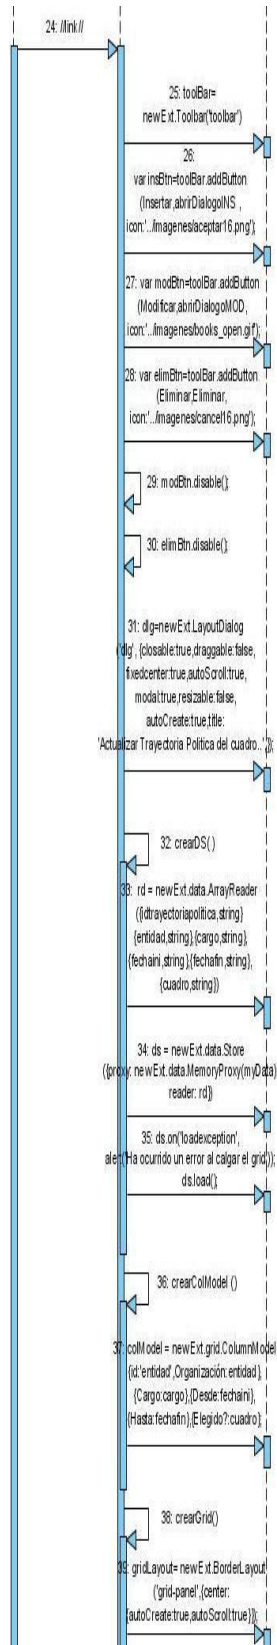 24: //link//
25: toolBar=
newExt.Toolbar('toolbar')
26:
var insBtn=toolBar.addButton
(Insertar,abrirDialogoINS ,
icon:'../imagenes/aceptar16.png');
27: var modBtn=toolBar.addButton
(Modificar,abrirDialogoMOD,
icon:'../imagenes/books_open.gif');
28: var elimBtn=toolBar.addButton
(Eliminar,Eliminar,
icon:'../imagenes/cancel16.png');
29: modBtn.disable();
30: elimBtn.disable();
31: dlg=newExt.LayoutDialog
('dlg', {closable:true,draggable:false,
fixedcenter:true,autoScroll:true,
modal:true,resizable:false,
autoCreate:true,title:
'Actualizar Trayectoria Politica del cuadro..',});
32: crearDS( )
33: rd = newExt.data.ArrayReader
({idtrayectoriapolitica,string}
{entidad,string},{cargo,string},
{fechaini,string},{fechafin,string},
{cuadro,string})
34: ds = newExt.data.Store
({proxy: newExt.data.MemoryProxy(myData)
reader: rd})
35: ds.on('loadexception',
alert('Ha ocurrido un error al calgar el grid'));
ds.load();
36: crearColModel ()
37: colModel = newExt.grid.ColumnModel
{id:'entidad',Organización:entidad},
{Cargo:cargo},{Desde:fechaini},
{Hasta:fechafin},{Elegido?:cuadro};
38: crearGrid()
39: gridLayout= newExt.BorderLayout
('grid-panel',{center:
{autoCreate:true,autoScroll:true}});